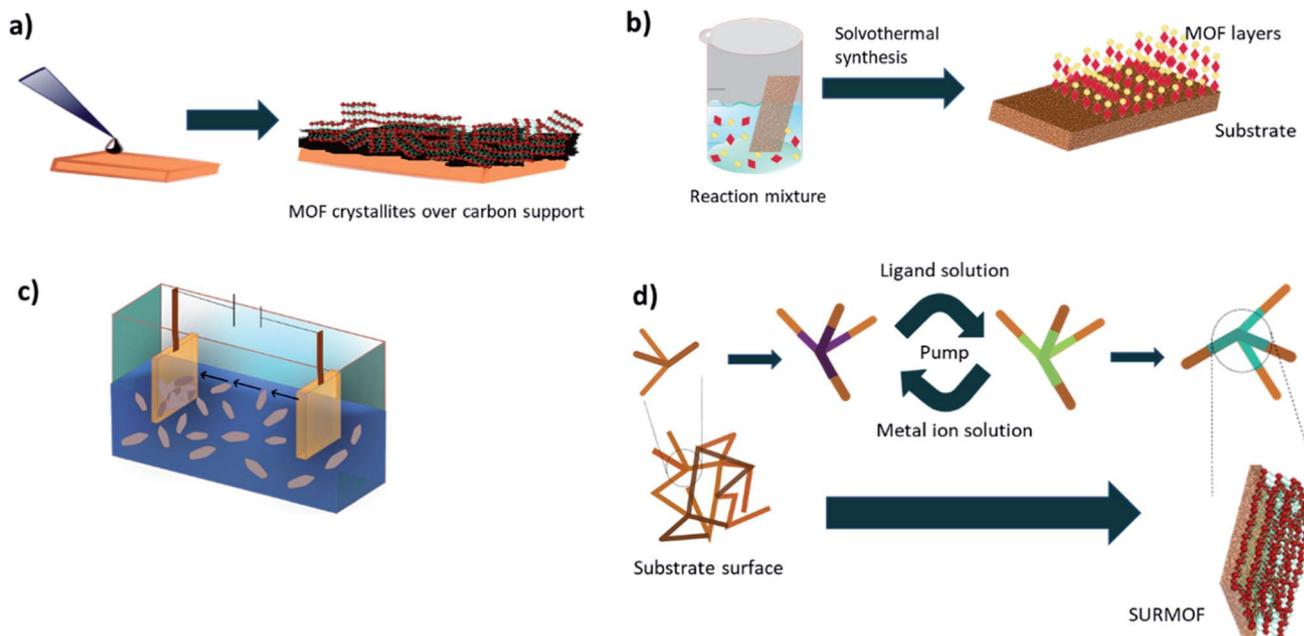 a)
MOF crystallites over carbon support
b)
Solvothermal
synthesis
MOF layers
Substrate
Reaction mixture
c)
d)
Ligand solution
Pump
Metal ion solution
Substrate surface
SURMOF